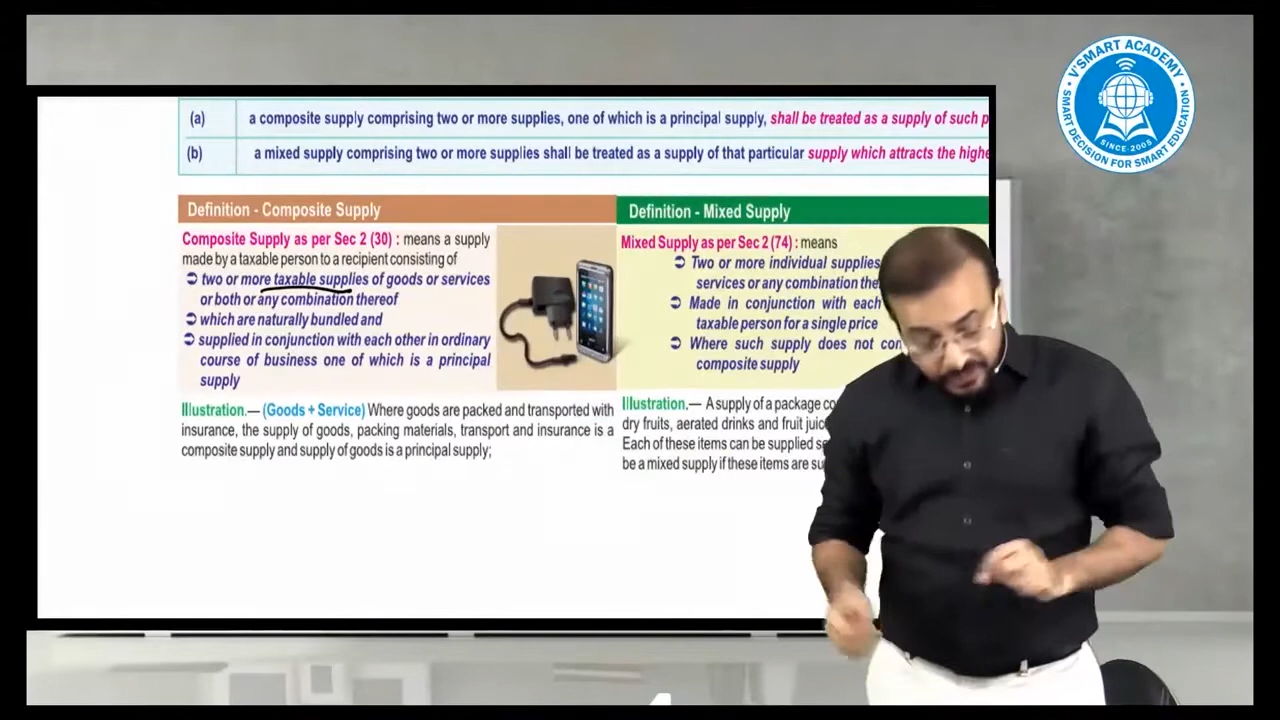 (a) a composite supply comprising two or more supplies, one of which is a principal supply, shall be treated as a supply of such
(b) a mixed supply comprising two or more supplies shall be treated as a supply of that particular supply which attracts the
Definition - Composite Supply
Composite Supply as per Sec 2 (30) : means a supply
made by a taxable person to a recipient consisting of
➲ two or more taxable supplies of goods or services
or both or any combination thereof
➲ which are naturally bundled and
➲ supplied in conjunction with each other in ordinary
course of business one of which is a principal
supply
Illustration.— (Goods + Service) Where goods are packed and transported with
insurance, the supply of goods, packing materials, transport and insurance is a
composite supply and supply of goods is a principal supply;
Definition - Mixed Supply
Mixed Supply as per Sec 2 (74) : means
➲ Two or more individual supplies
services or any combination
➲ Made in conjunction with each
taxable person for a single price
➲ Where such supply does not
composite supply
Illustration.— A supply of a package
dry fruits, aerated drinks and fruit
Each of these items can be supplied
be a mixed supply if these items are
V'SMART ACADEMY
SMART DECISION FOR SMART EDUCATION
SINCE-2005